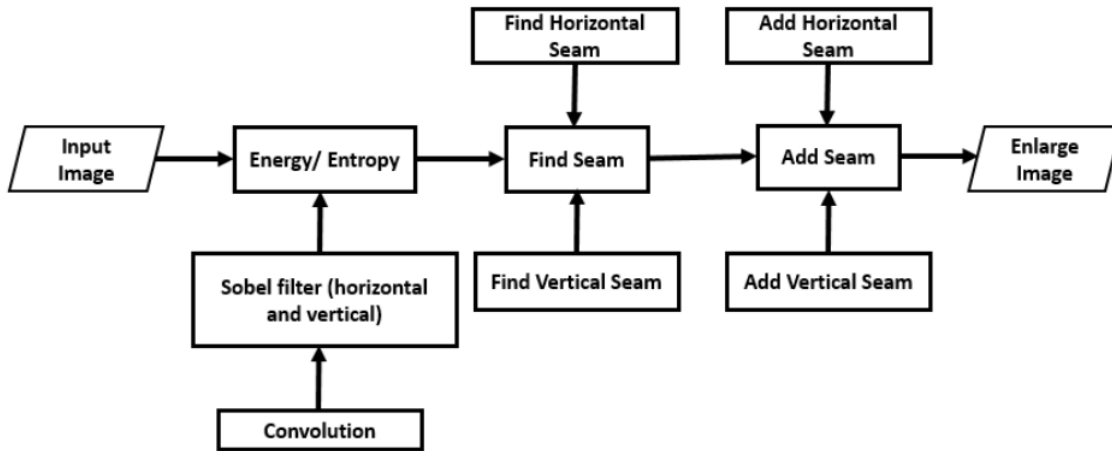 Find Horizontal
Seam
Add Horizontal
Seam
Input
Image
Energy/ Entropy
Find Seam
Add Seam
Enlarge
Image
Sobel filter (horizontal
and vertical)
Find Vertical Seam
Add Vertical Seam
Convolution